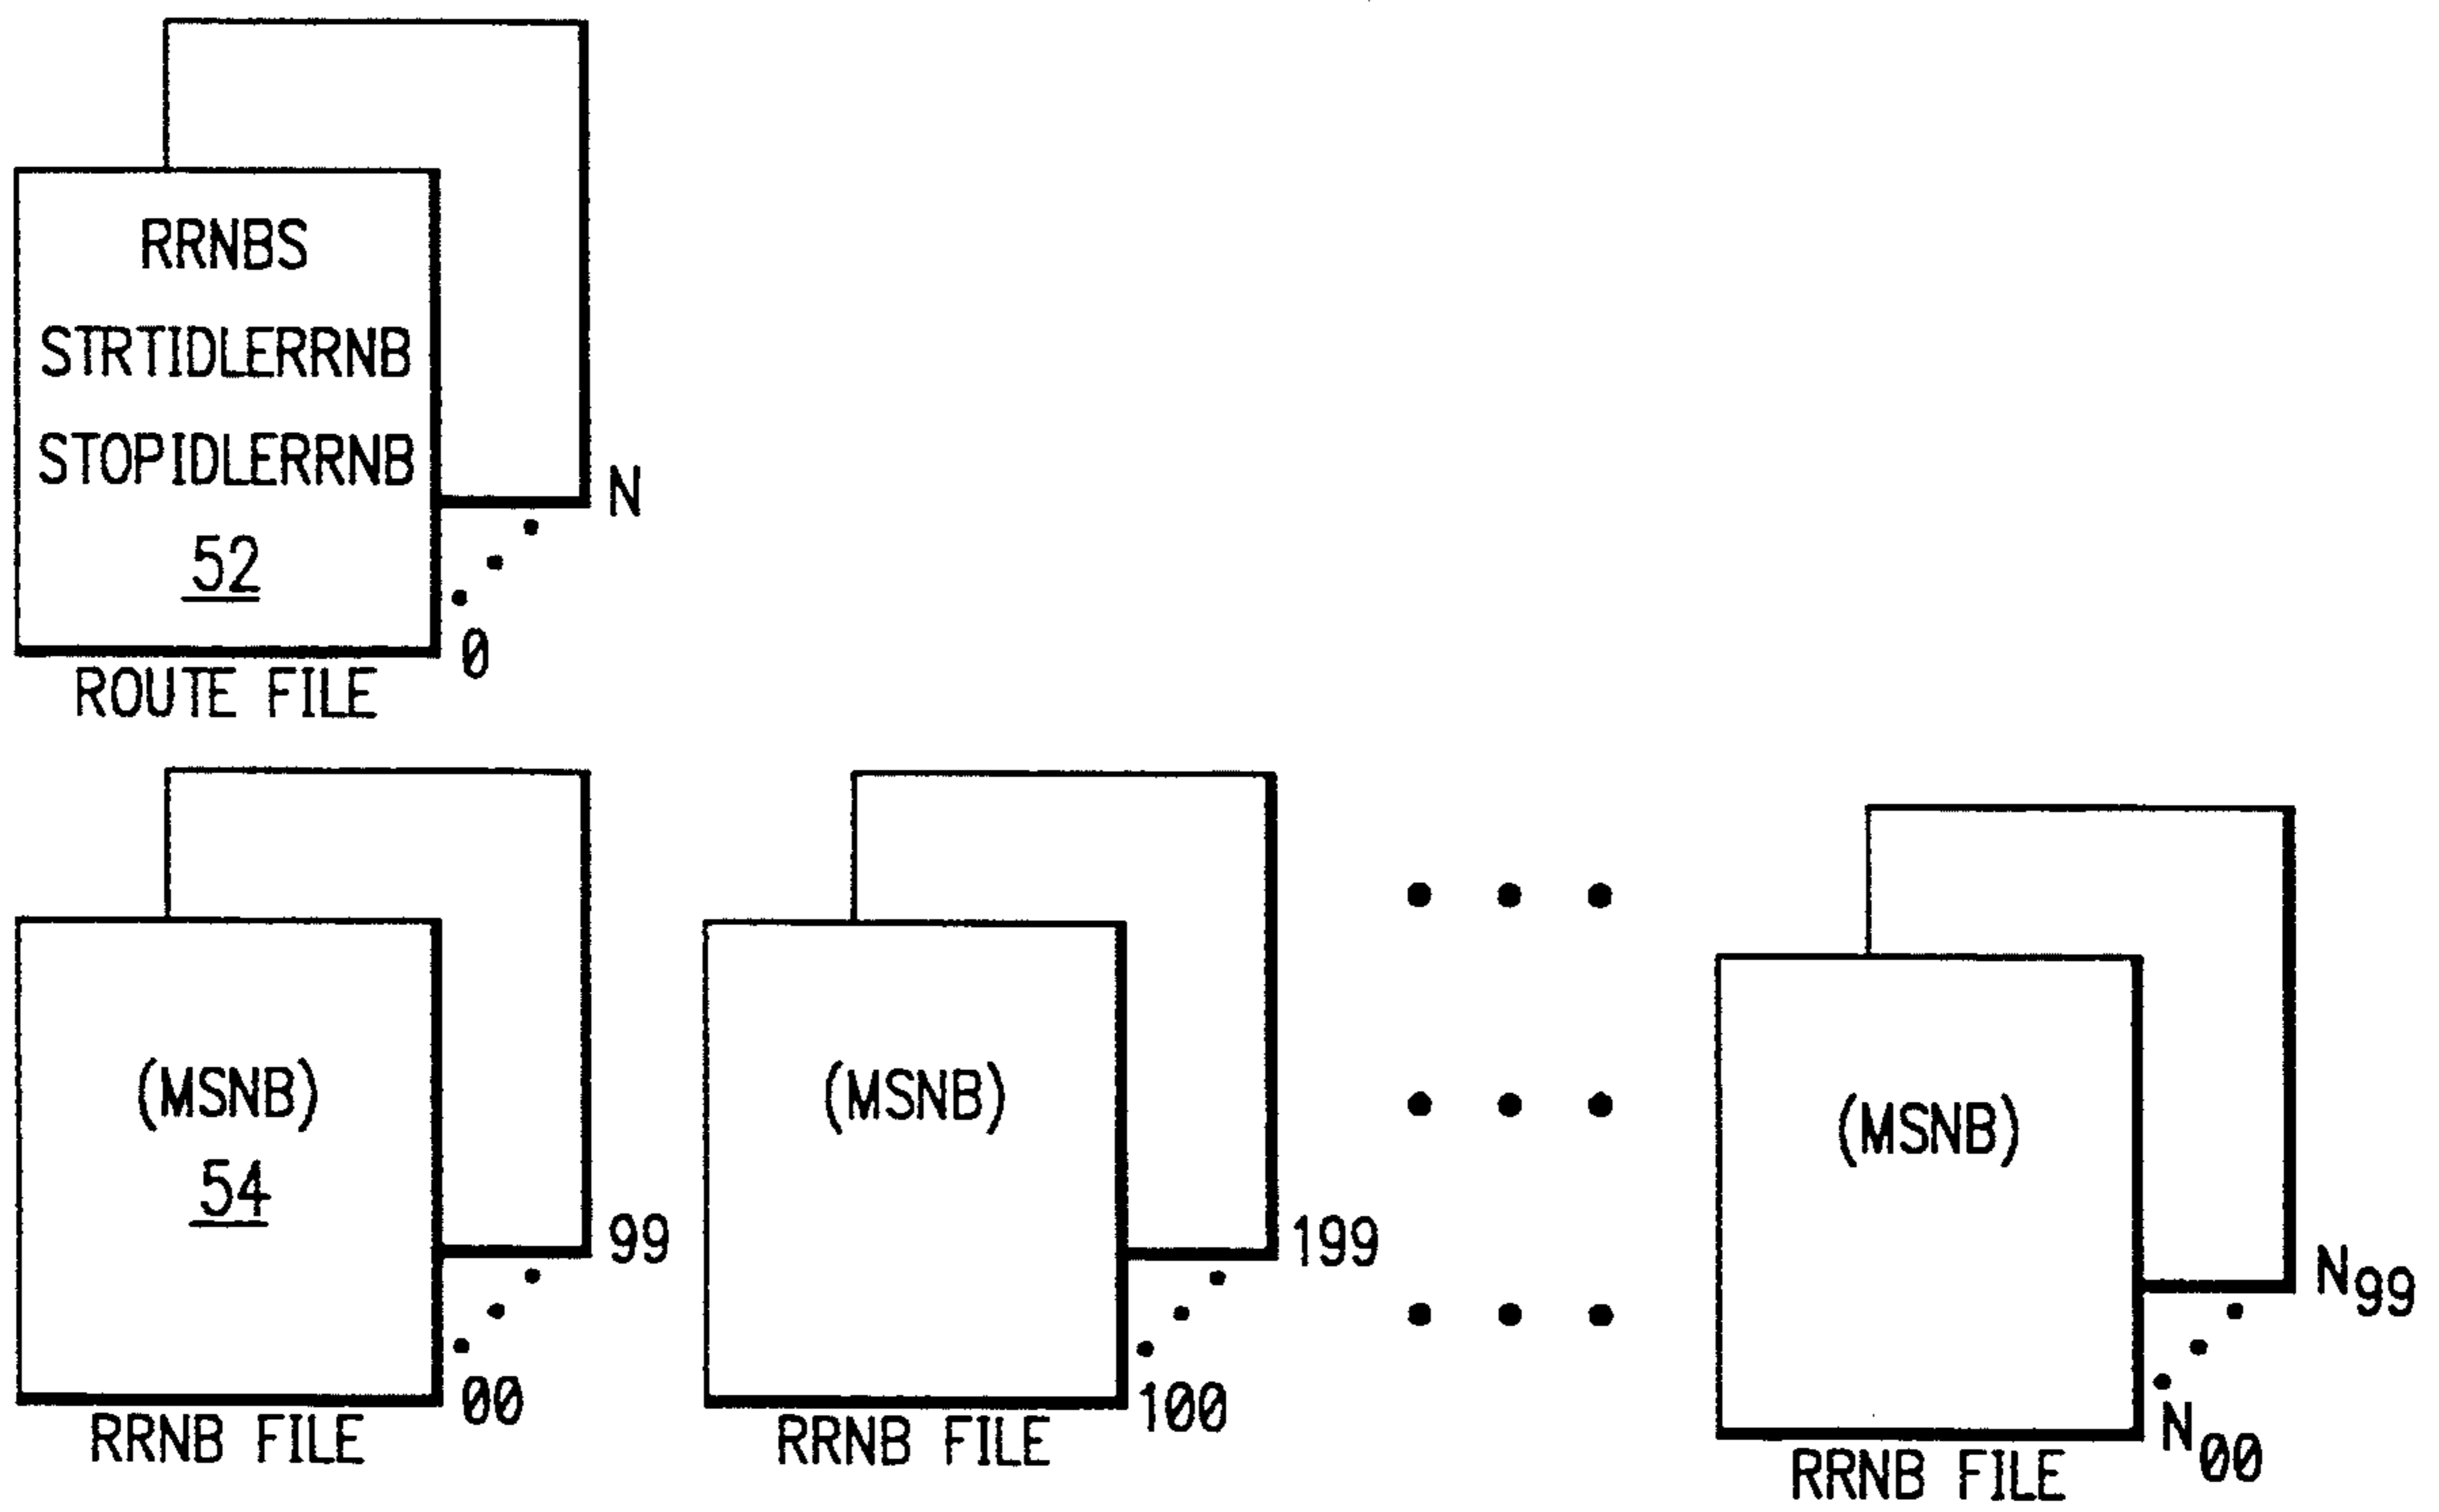 RRNBS
STRTIDLERRNB
STOPIDLERRNB
52
N
0
ROUTE FILE
(MSNB)
54
99
00
RRNB FILE
(MSNB)
199
100
RRNB FILE
(MSNB)
N99
N00
RRNB FILE